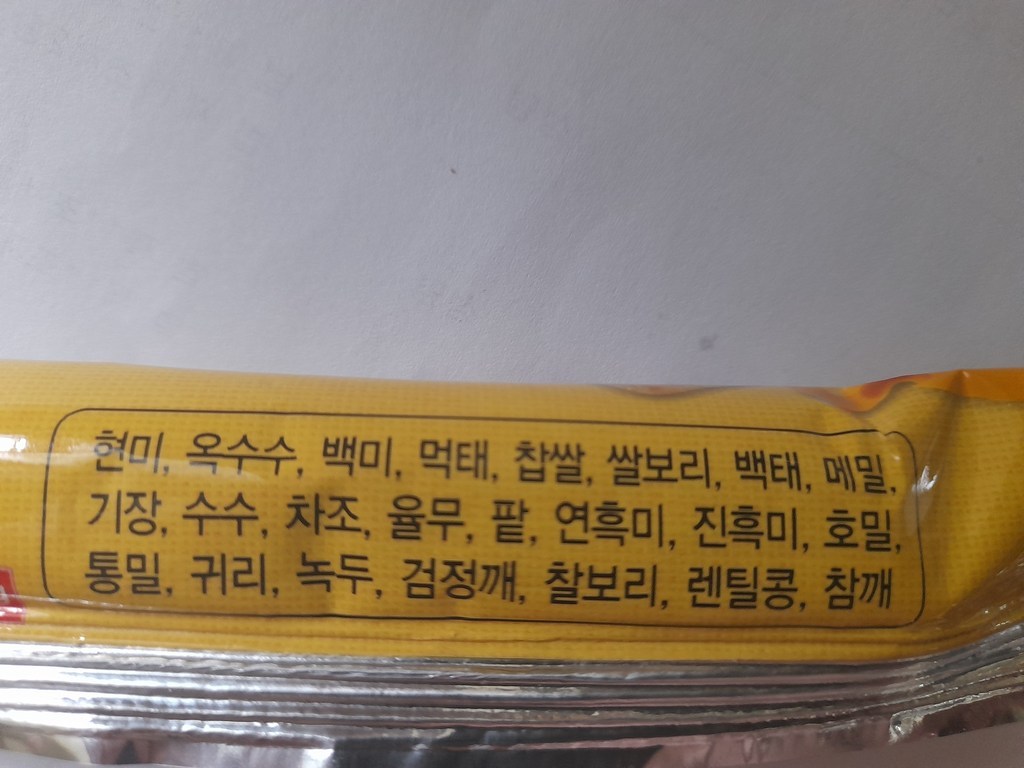 현미, 옥수수, 백미, 먹태, 찹쌀, 쌀보리, 백태, 메밀,
기장, 수수, 차조, 율무, 팥, 연흑미, 진흑미, 호밀,
통밀, 귀리, 녹두, 검정깨, 찰보리, 렌틸콩, 참깨